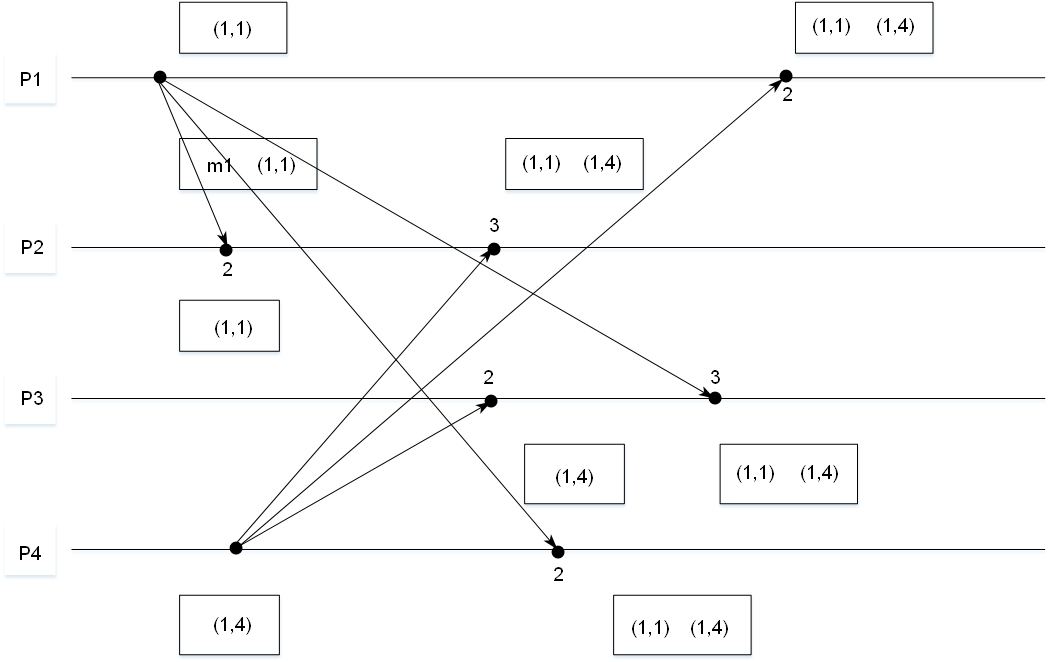 (1,1)
(1,1) (1,4)
P1
2
m1 (1,1)
(1,1) (1,4)
P2
3
2
(1,1)
P3
2
3
(1,4)
(1,1) (1,4)
P4
2
(1,4)
(1,1) (1,4)